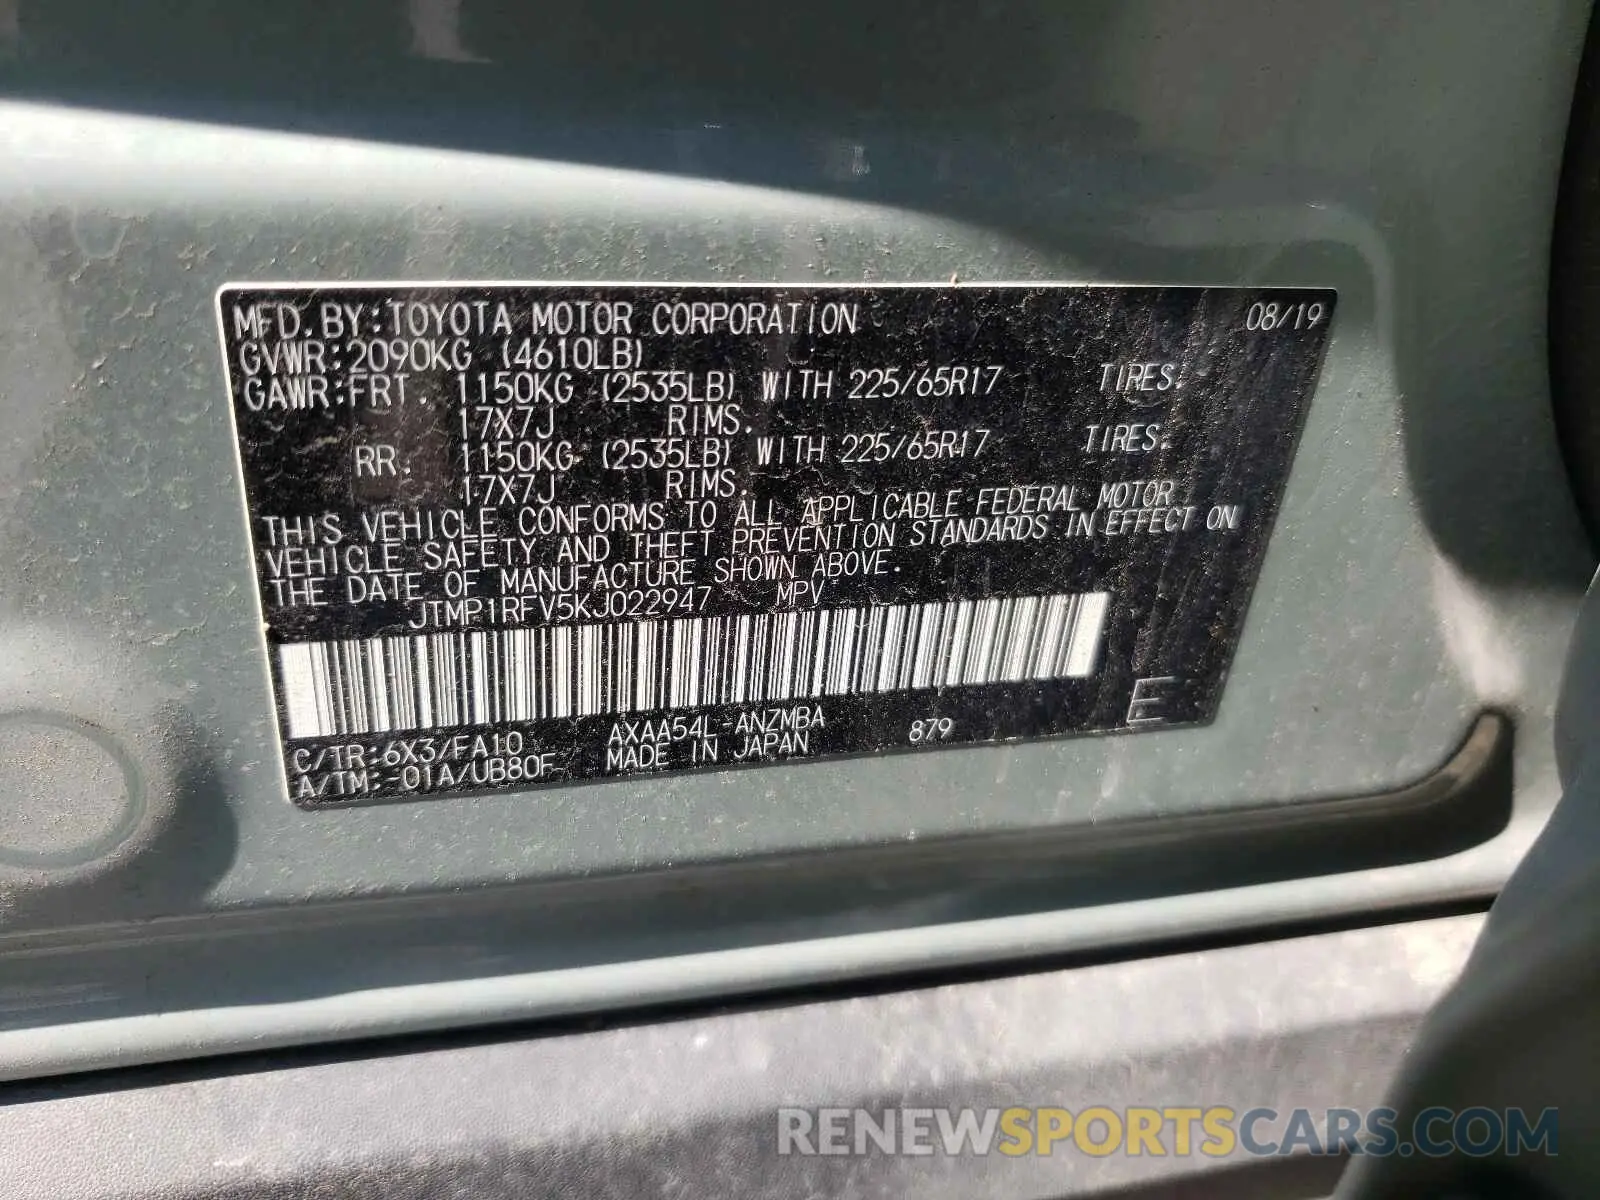 MFD. BY: TOYOTA MOTOR CORPORATION 08/19
GVWR: 2090KG (4610LB)
GAWR: FRT. 1150KG (2535LB) WITH 225/65R17 TIRES,
17X7J RIMS.
RR. 1150KG (2535LB) WITH 225/65R17 TIRES,
17X7J RIMS.
THIS VEHICLE CONFORMS TO ALL APPLICABLE FEDERAL MOTOR
VEHICLE SAFETY AND THEFT PREVENTION STANDARDS IN EFFECT ON
THE DATE OF MANUFACTURE SHOWN ABOVE.
JTMP1RFV5KJ022947 MPV
C/TR: 6X3/FA10 AXAA54L-ANZMBA 879 E
A/TM: -01A/UB80F MADE IN JAPAN
RENEWSPORTSCARS.COM